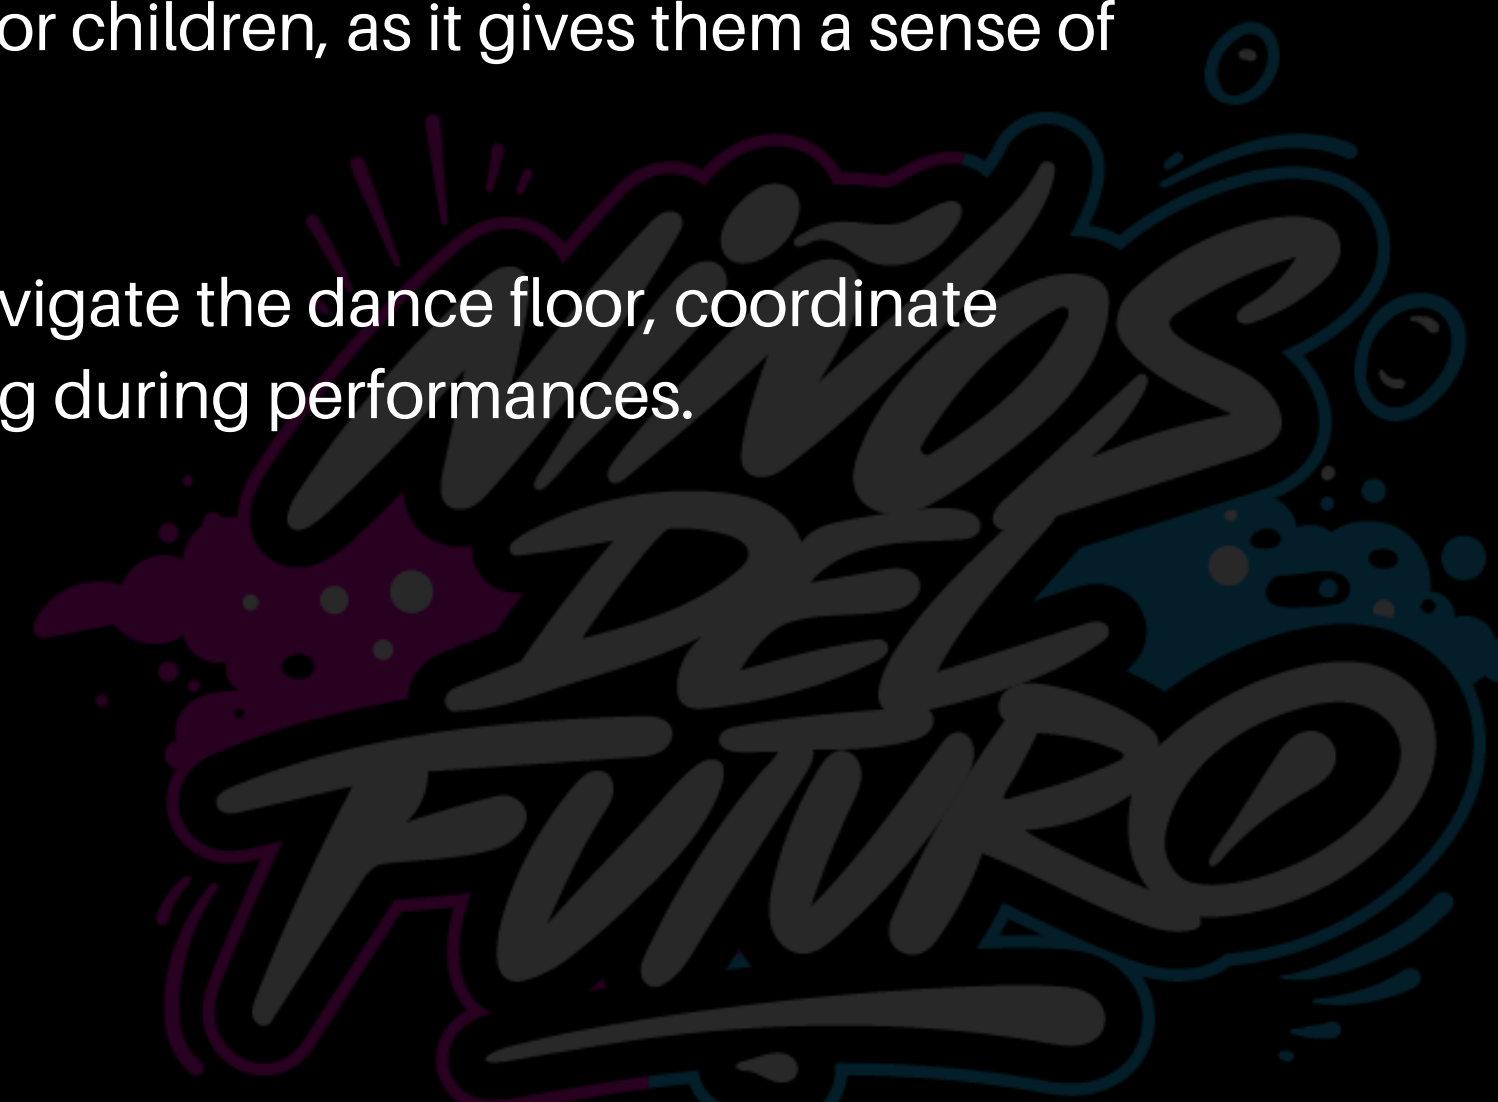 or children, as it gives them a sense of
vigate the dance floor, coordinate
g during performances.
NIÑOS
DEL
FUTURO